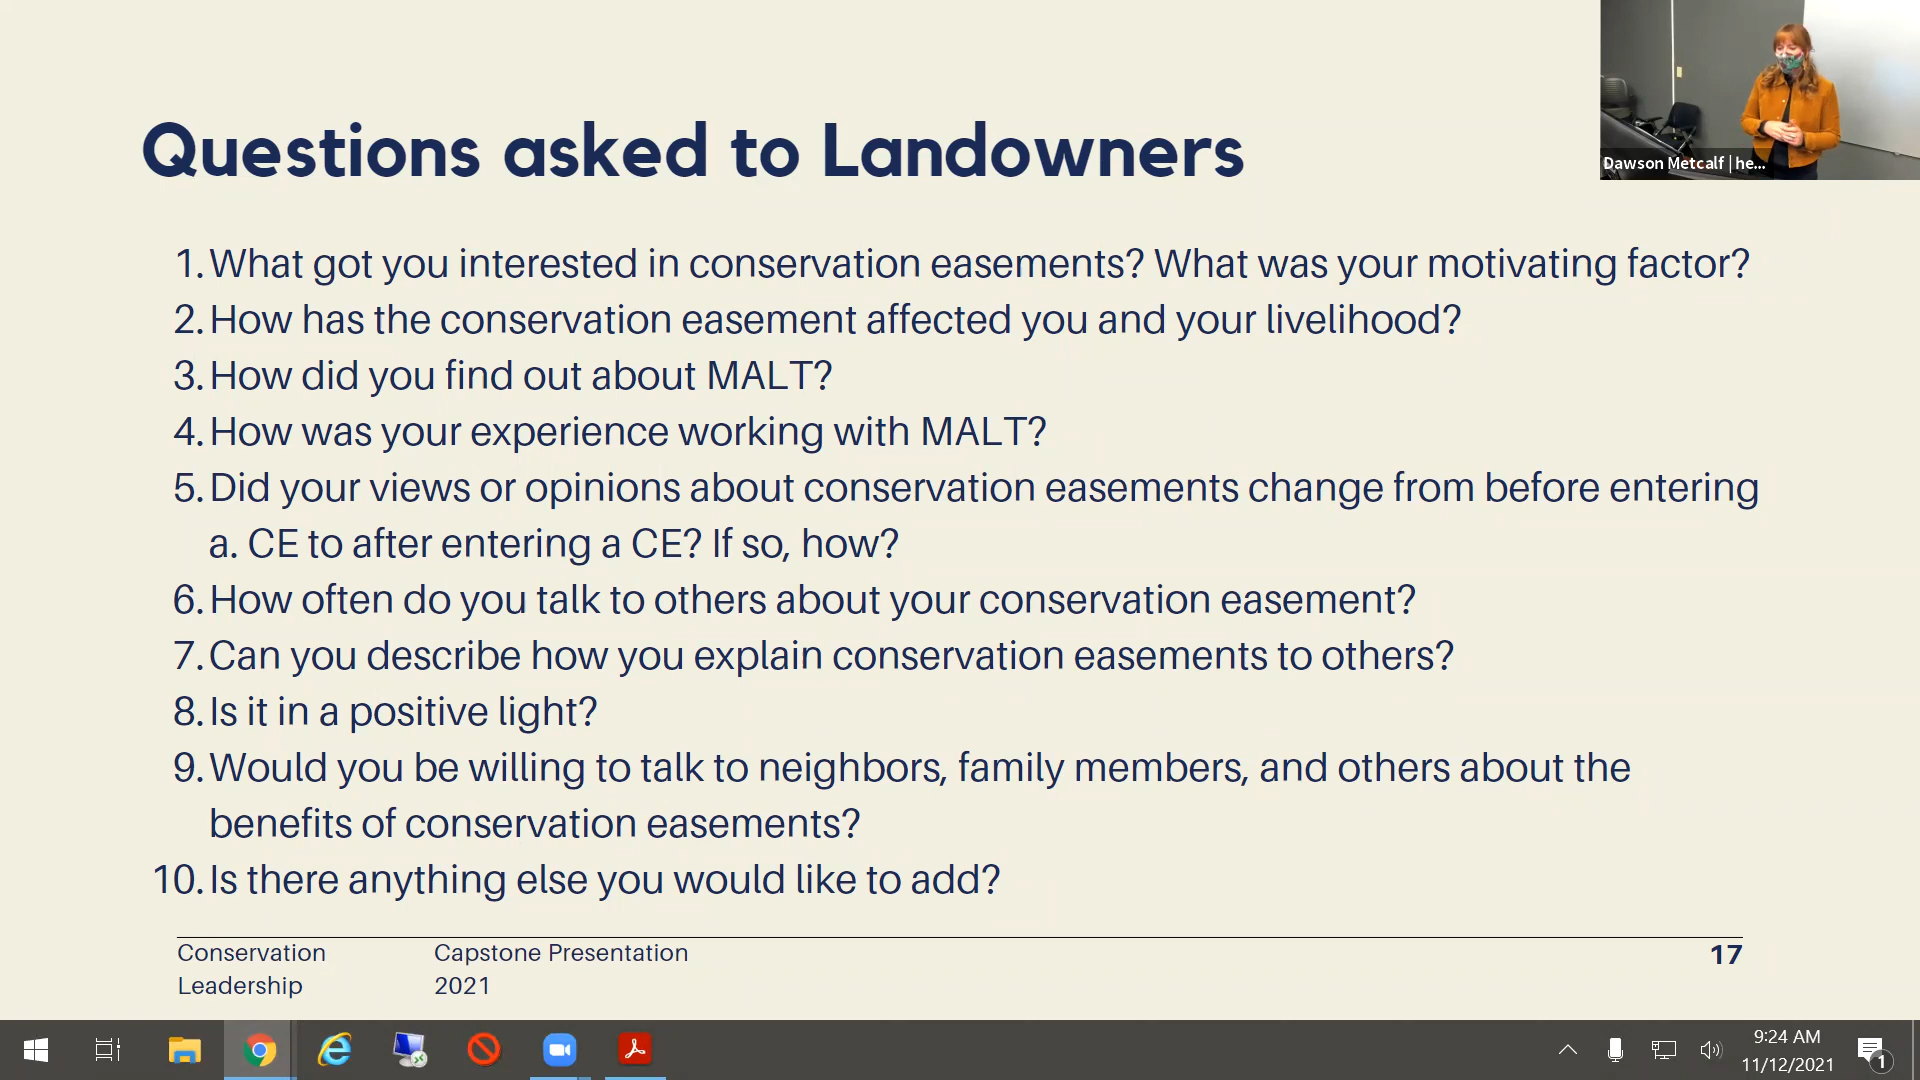 Dawson Metcalf | he...
Questions asked to Landowners
1. What got you interested in conservation easements? What was your motivating factor?
2. How has the conservation easement affected you and your livelihood?
3. How did you find out about MALT?
4. How was your experience working with MALT?
5. Did your views or opinions about conservation easements change from before entering
a. CE to after entering a CE? If so, how?
6. How often do you talk to others about your conservation easement?
7. Can you describe how you explain conservation easements to others?
8. Is it in a positive light?
9. Would you be willing to talk to neighbors, family members, and others about the
benefits of conservation easements?
10. Is there anything else you would like to add?
Conservation
Leadership
Capstone Presentation
2021
17
9:24 AM
11/12/2021
1